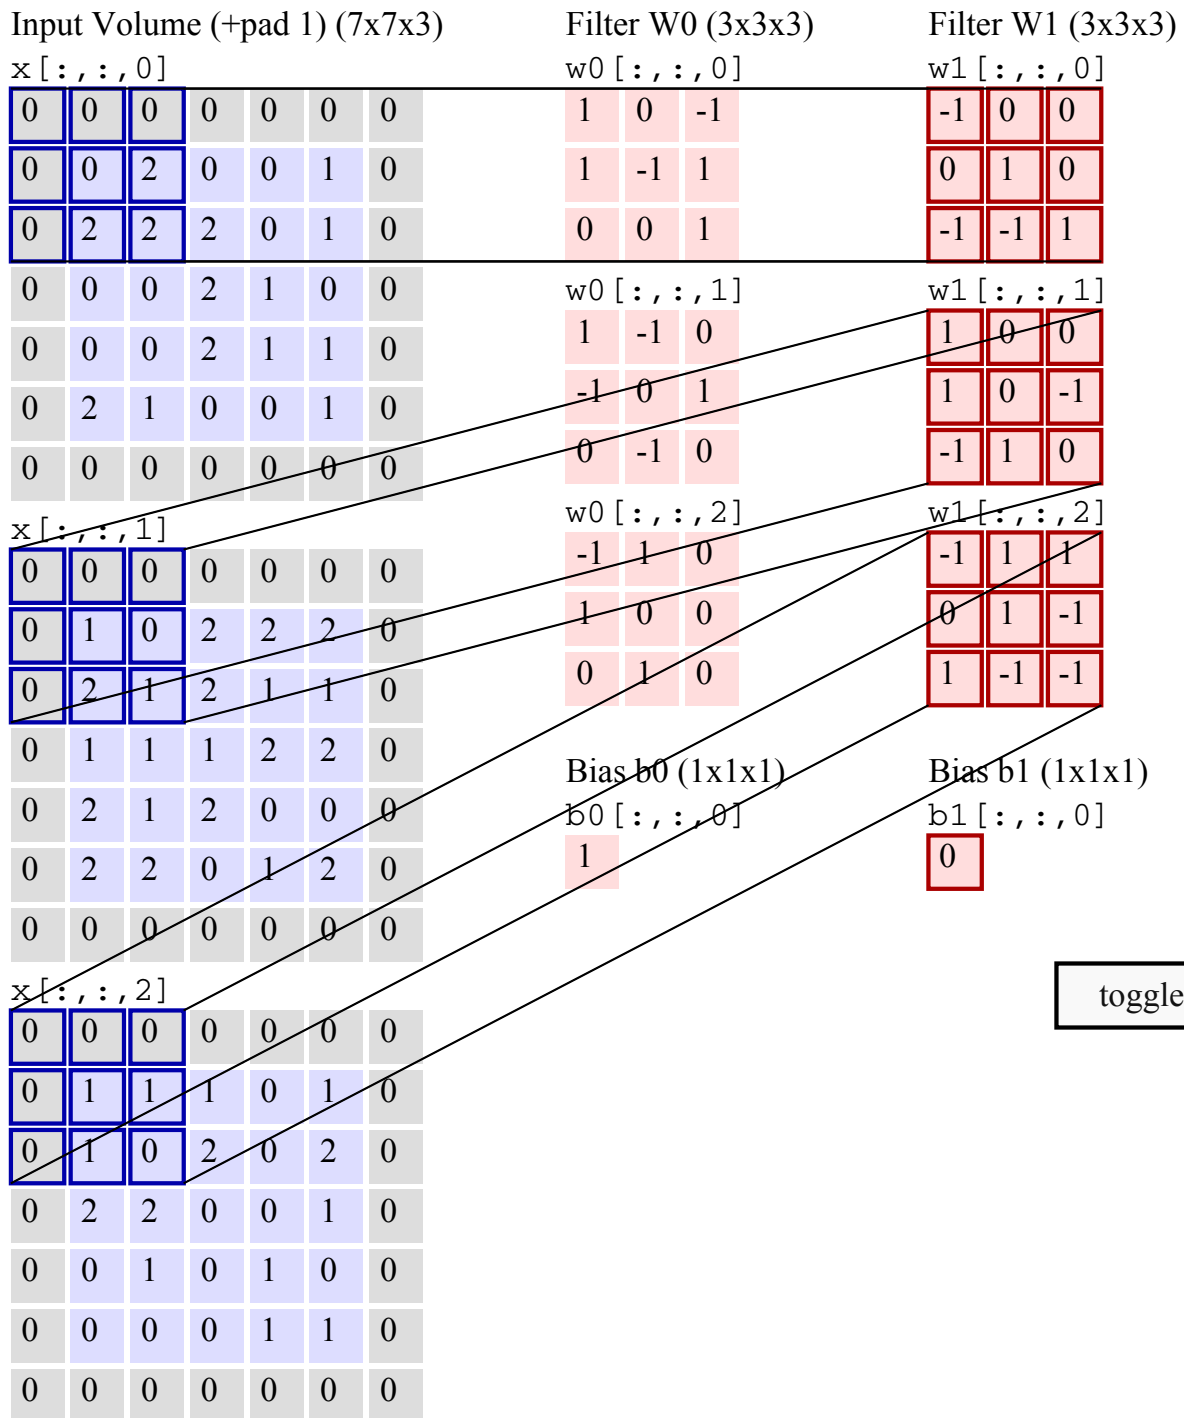 Input Volume (+pad 1) (7x7x3)
x[:,:,0]
0 0 0 0 0 0 0
0 0 2 0 0 1 0
0 2 2 2 0 1 0
0 0 0 2 1 0 0
0 0 0 2 1 1 0
0 2 1 0 0 1 0
0 0 0 0 0 0 0
x[:,:,1]
0 0 0 0 0 0 0
0 1 0 2 2 2 0
0 2 1 2 1 1 0
0 1 1 1 2 2 0
0 2 1 2 0 0 0
0 2 2 0 1 2 0
0 0 0 0 0 0 0
x[:,:,2]
0 0 0 0 0 0 0
0 1 1 1 0 1 0
0 1 0 2 0 2 0
0 2 2 0 0 1 0
0 0 1 0 1 0 0
0 0 0 0 1 1 0
0 0 0 0 0 0 0
Filter W0 (3x3x3)
w0[:,:,0]
1 0 -1
1 -1 1
0 0 1
w0[:,:,1]
1 -1 0
-1 0 1
0 -1 0
w0[:,:,2]
-1 1 0
1 0 0
0 1 0
Bias b0 (1x1x1)
b0[:,:,0]
1
Filter W1 (3x3x3)
w1[:,:,0]
-1 0 0
0 1 0
-1 -1 1
w1[:,:,1]
1 0 0
1 0 -1
-1 1 0
w1[:,:,2]
-1 1 1
0 1 -1
1 -1 -1
Bias b1 (1x1x1)
b1[:,:,0]
0
toggle